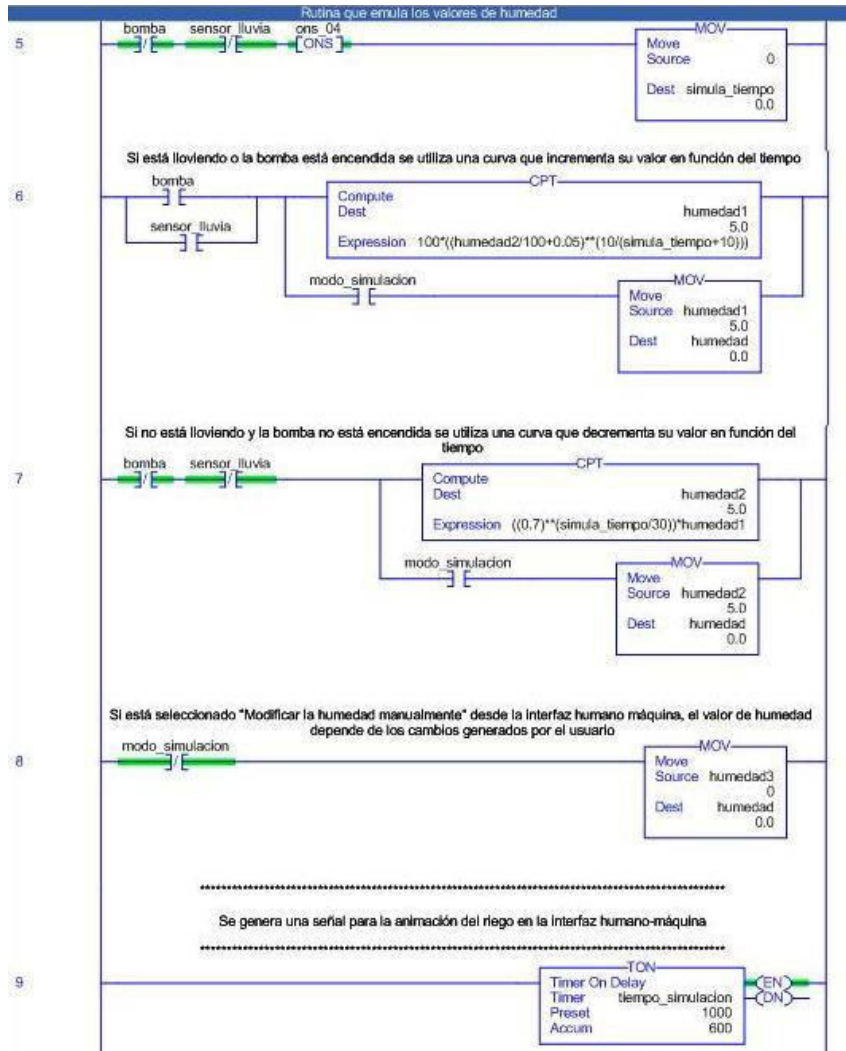 Rutina que emula los valores de humedad
bomba sensor_lluvia ons_04
5
ONS
MOV
Move
Source 0
Dest simula_tiempo
0.0
Si está lloviendo o la bomba está encendida se utiliza una curva que incrementa su valor en función del tiempo
6
bomba
sensor_lluvia
CPT
Compute
Dest humedad1
5.0
Expression 100*((humedad2/100+0.05)**(10/(simula_tiempo+10)))
modo_simulacion
MOV
Move
Source humedad1
5.0
Dest humedad
0.0
Si no está lloviendo y la bomba no está encendida se utiliza una curva que decrementa su valor en función del
tiempo
7
bomba sensor_lluvia
CPT
Compute
Dest humedad2
5.0
Expression ((0.7)**(simula_tiempo/30))*humedad1
modo_simulacion
MOV
Move
Source humedad2
5.0
Dest humedad
0.0
Si está seleccionado "Modificar la humedad manualmente" desde la interfaz humano máquina, el valor de humedad
depende de los cambios generados por el usuario
8
modo_simulacion
MOV
Move
Source humedad3
0
Dest humedad
0.0
Se genera una señal para la animación del riego en la interfaz humano-máquina
9
TON
Timer On Delay
Timer tiempo_simulacion
Preset 1000
Accum 600
EN
DN